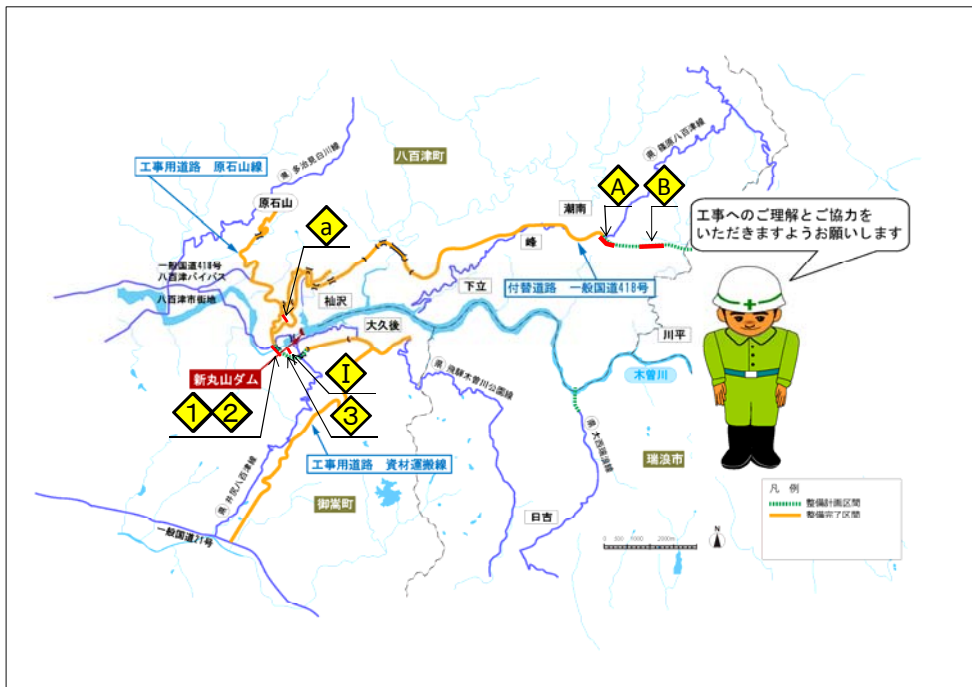 県 多治見白川線
八百津町
県 篠原八百津線
工事用道路　原石山線
原石山
A
B
潮南
工事へのご理解とご協力を
いただきますようお願いします
a
峰
一般国道418号
八百津バイパス
付替道路　一般国道418号
下立
八百津市街地
杣沢
大久後
川平
新丸山ダム
Ⅰ
県 飛騨木曽川公園線
木曽川
1
2
3
県 大西瑞浪線
工事用道路　資材運搬線
瑞浪市
県 井尻八百津線
御嵩町
凡　例
整備計画区間
整備完了区間
日吉
一般国道21号
0 500 1000 2000m
N